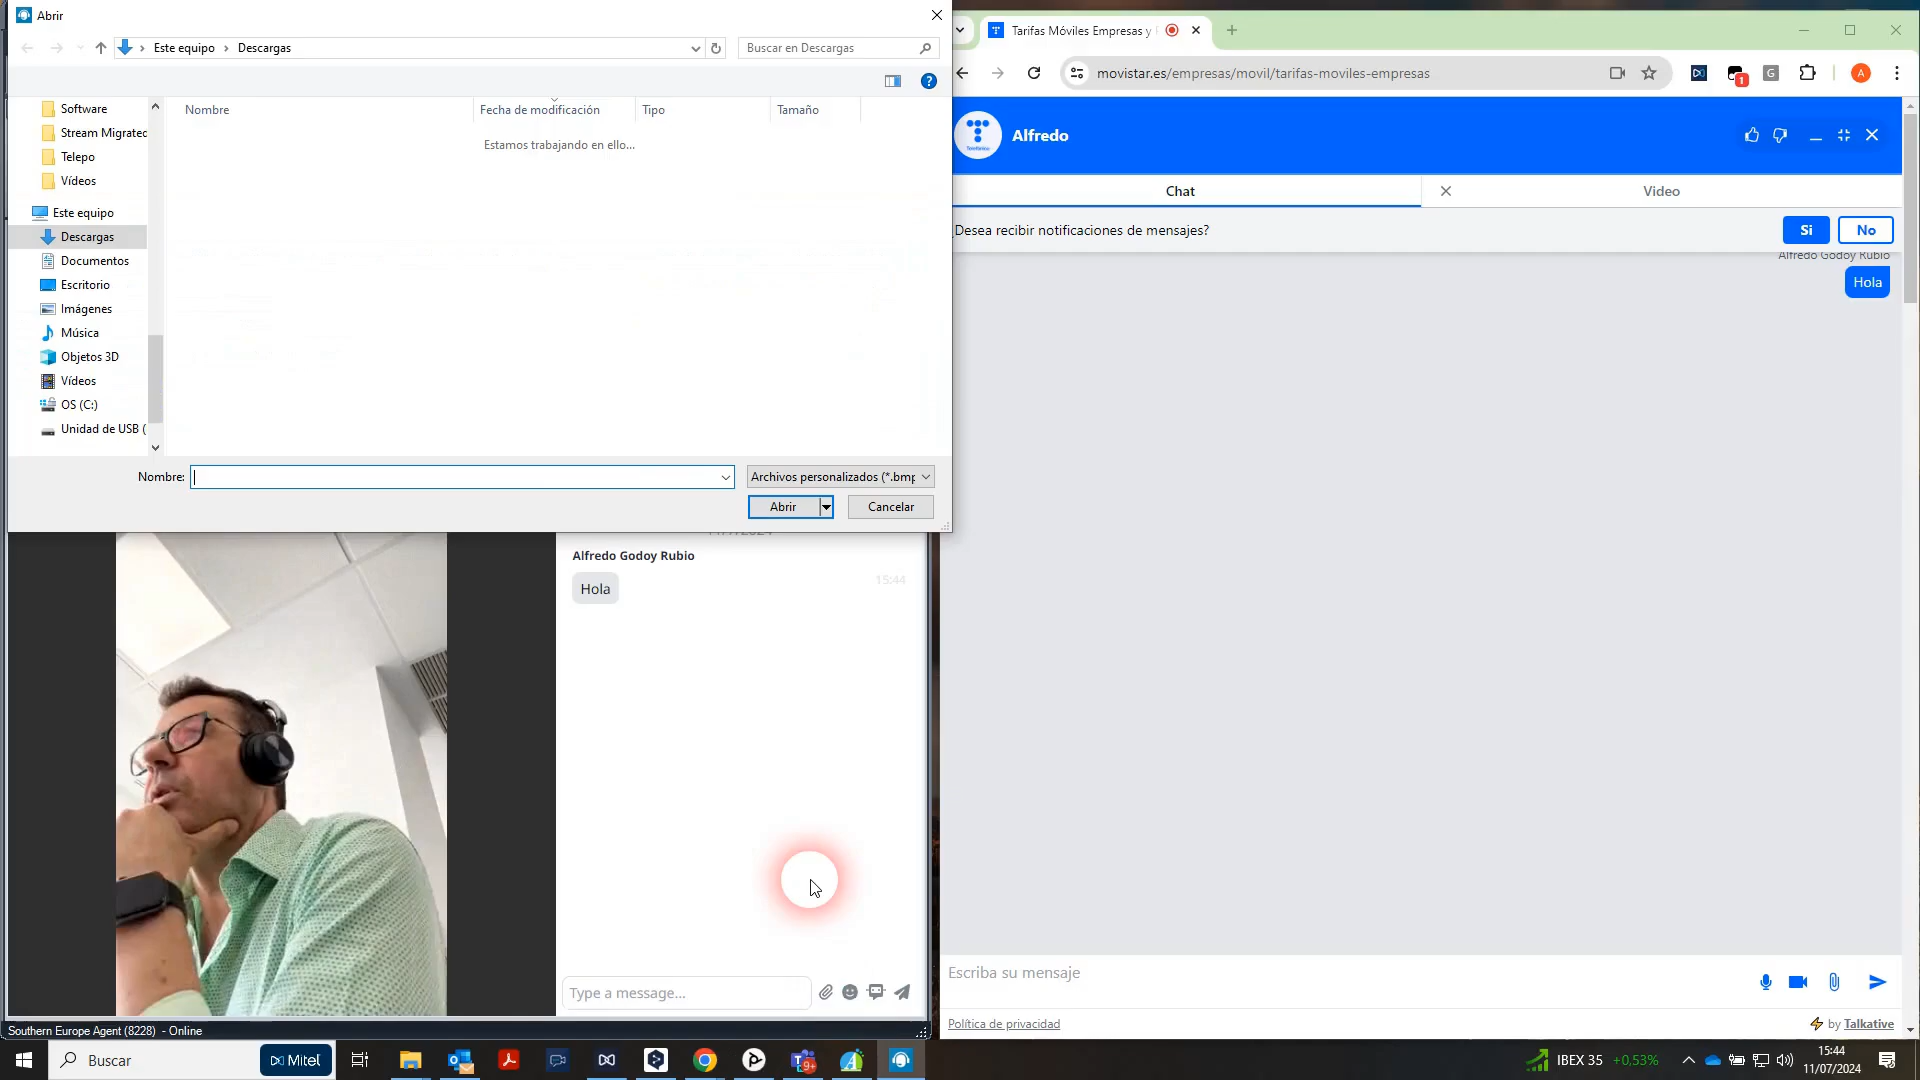 Abrir
Este equipo
Descargas
Buscar en Descargas
Nombre
Fecha de modificación
Tipo
Tamaño
Estamos trabajando en ello...
Software
Stream Migrated
Telepo
Vídeos
Este equipo
Descargas
Documentos
Escritorio
Imágenes
Música
Objetos 3D
Vídeos
OS (C:)
Unidad de USB (
Nombre:
Archivos personalizados (*.bmp
Abrir
Cancelar
Alfredo Godoy Rubio
Hola
15:44
Type a message...
Southern Europe Agent (8228) - Online
Tarifas Móviles Empresas y
movistar.es/empresas/movil/tarifas-moviles-empresas
1
G
A
Telefónica
Alfredo
Chat
Video
Desea recibir notificaciones de mensajes?
Si
No
Alfredo Godoy Rubio
Hola
Escriba su mensaje
Política de privacidad
by Talkative
Buscar
Mitel
9+
IBEX 35 +0,53%
15:44
11/07/2024